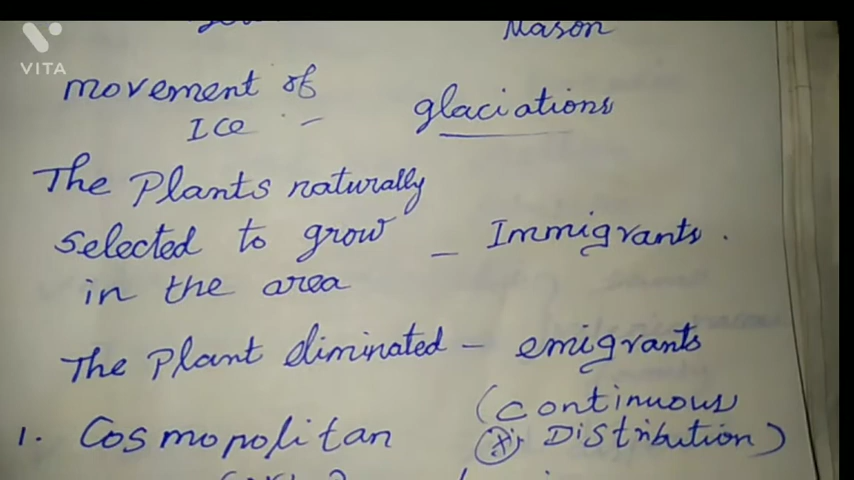 VITA
Mason
movement of
Ice - glaciations
The Plants naturally
selected to grow - Immigrants.
in the area
The Plant eliminated - emigrants
(continuous
1. Cosmopolitan Distribution)